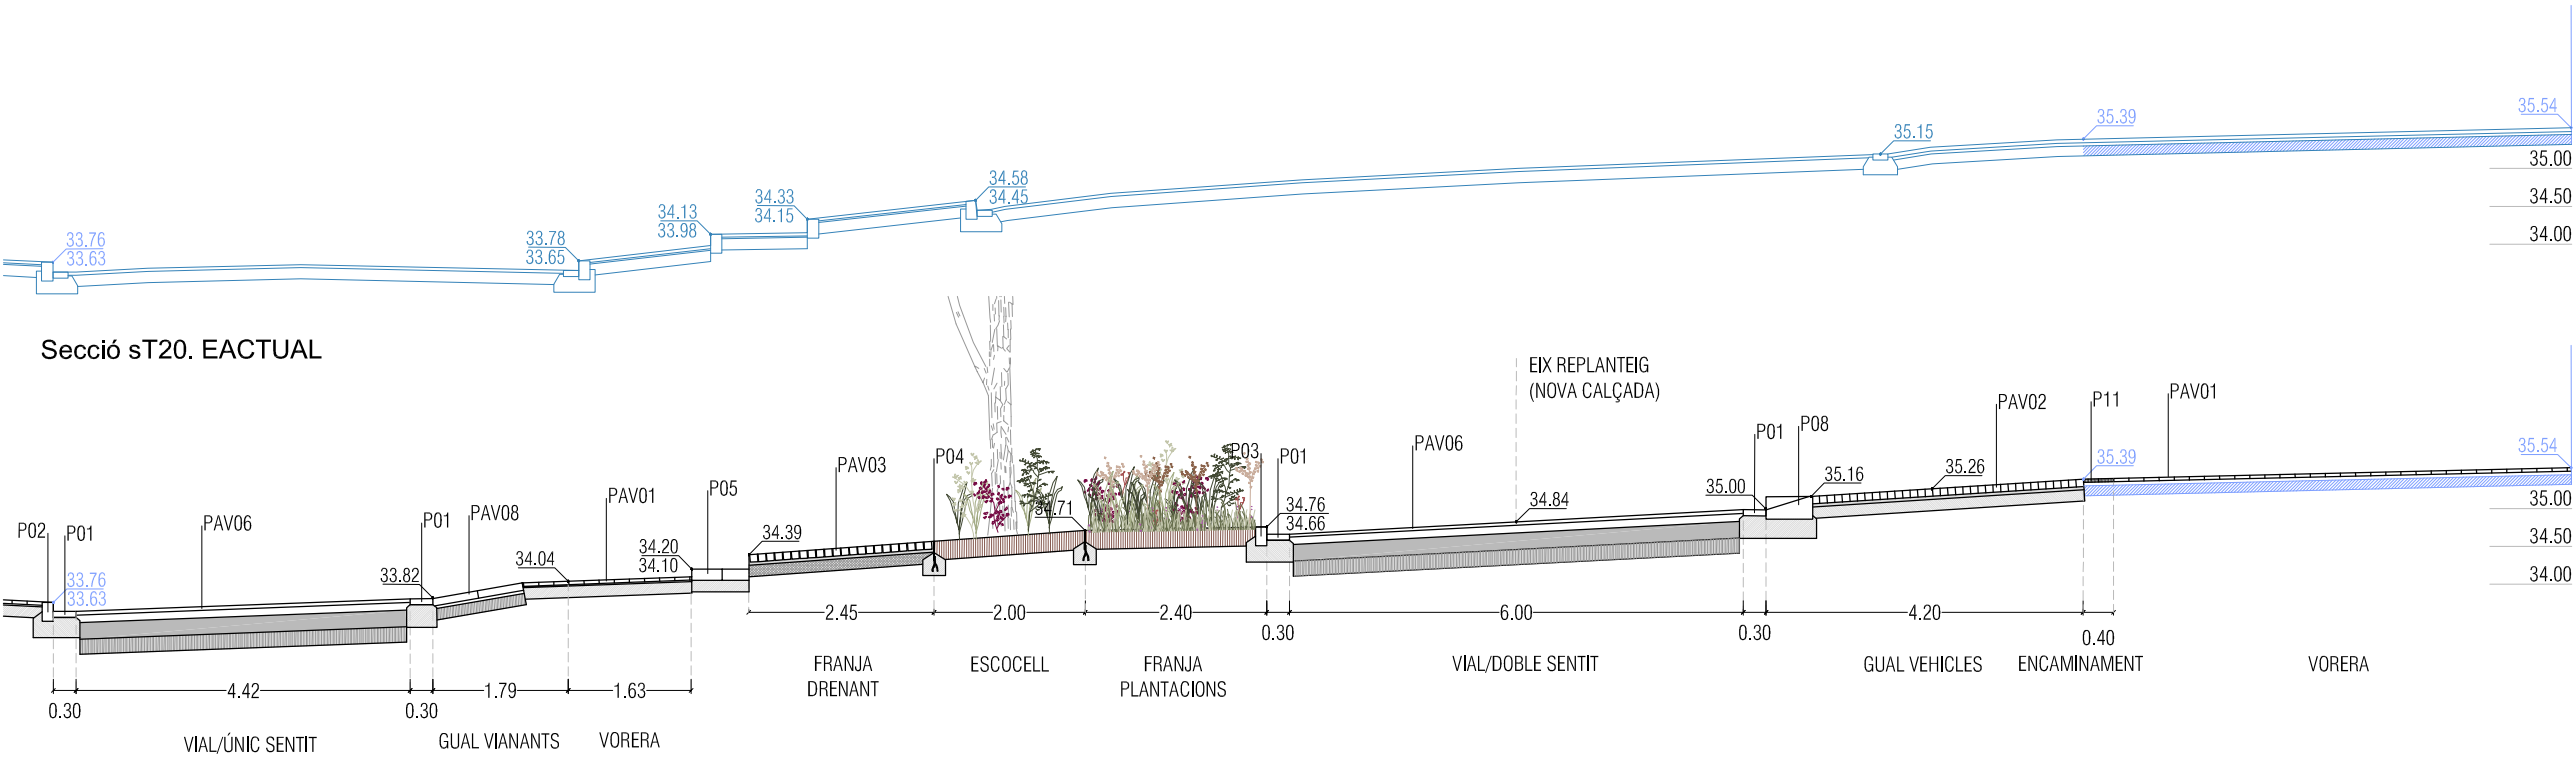 35.54
35.39
35.15
35.00
34.58
34.45
34.50
34.33
34.15
34.13
33.98
34.00
33.76
33.63
33.78
33.65
Secció sT20. EACTUAL
EIX REPLANTEIG
(NOVA CALÇADA)
P02
P01
PAV06
P01
PAV08
PAV01
P05
PAV03
P04
P03
P01
PAV06
P01
P08
PAV02
P11
PAV01
33.76
33.63
33.82
34.04
34.20
34.10
34.39
34.71
34.76
34.66
34.84
35.00
35.16
35.26
35.39
35.54
35.00
34.50
34.00
2.45
2.00
2.40
0.30
6.00
0.30
4.20
0.40
FRANJA
DRENANT
ESCOCELL
FRANJA
PLANTACIONS
VIAL/DOBLE SENTIT
GUAL VEHICLES
ENCAMINAMENT
VORERA
0.30
4.42
0.30
1.79
1.63
VIAL/ÚNIC SENTIT
GUAL VIANANTS
VORERA